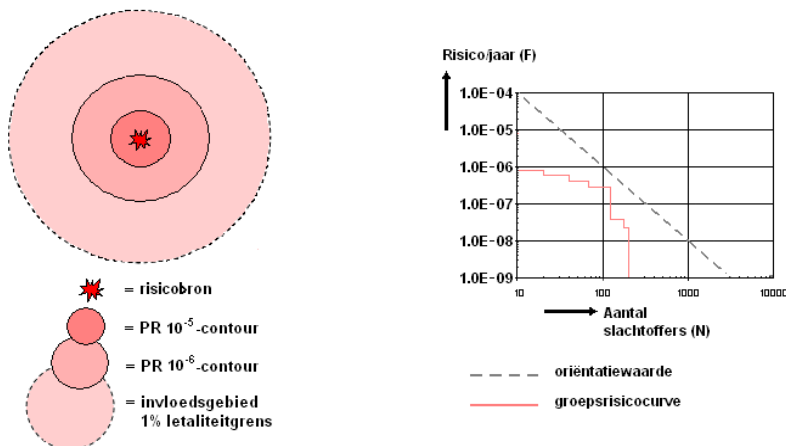 = risicobron
= PR 10⁻⁵-contour
= PR 10⁻⁶-contour
= invloedsgebied
1% letaliteitgrens
Risico/jaar (F)
1.0E-04
1.0E-05
1.0E-06
1.0E-07
1.0E-08
1.0E-09
10
100
1000
10000
Aantal
slachtoffers (N)
oriëntatiewaarde
groepsrisicocurve